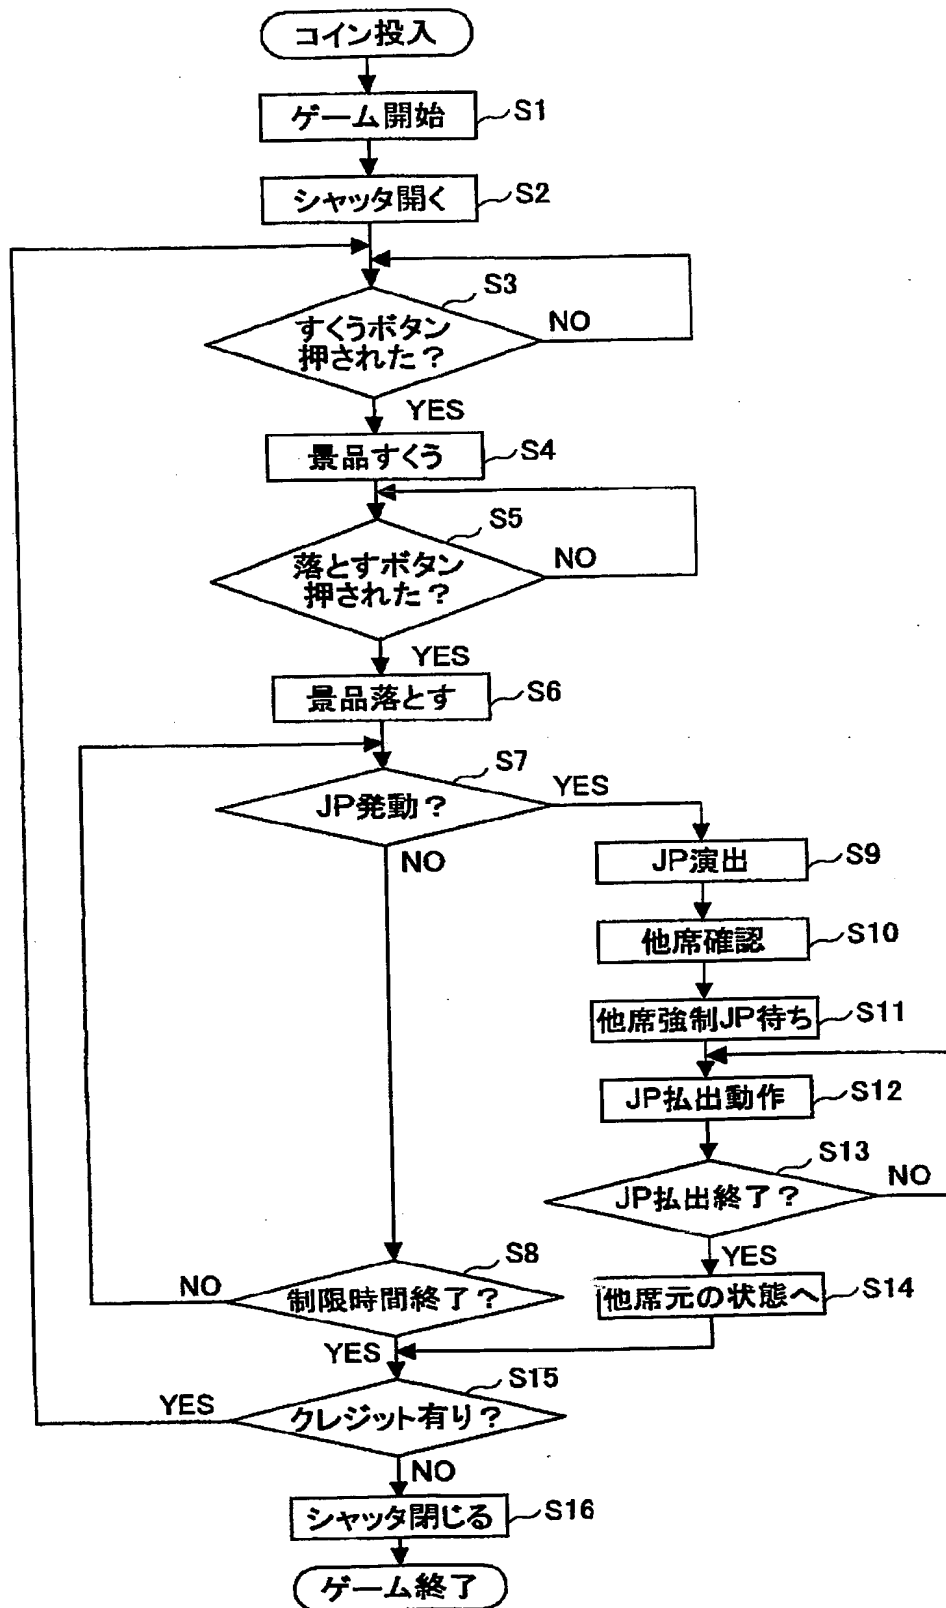 コイン投入
ゲーム開始
S1
シャッタ開く
S2
S3
すくうボタン
押された？
NO
YES
景品すくう
S4
S5
落とすボタン
押された？
NO
YES
景品落とす
S6
S7
JP発動？
YES
NO
JP演出
S9
他席確認
S10
他席強制JP待ち
S11
JP払出動作
S12
S13
JP払出終了？
NO
YES
S8
制限時間終了？
NO
YES
他席元の状態へ
S14
S15
クレジット有り？
YES
NO
シャッタ閉じる
S16
ゲーム終了